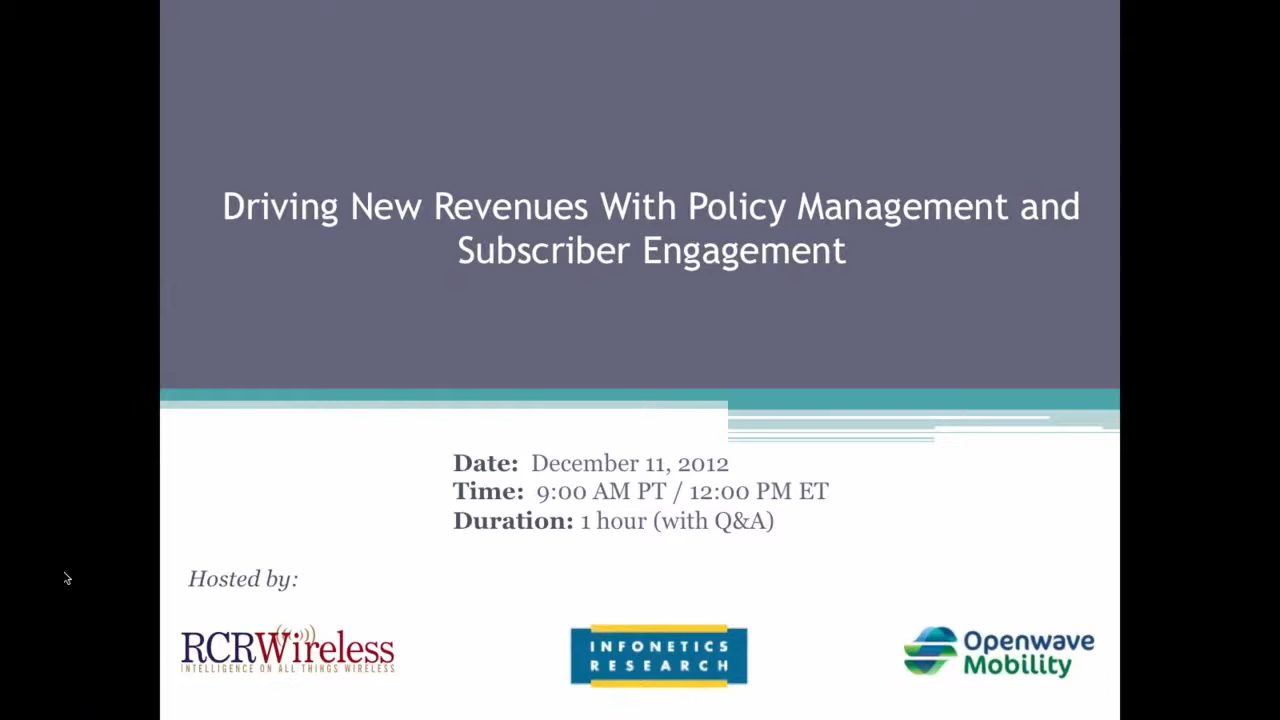 Driving New Revenues With Policy Management and
Subscriber Engagement
Date: December 11, 2012
Time: 9:00 AM PT / 12:00 PM ET
Duration: 1 hour (with Q&A)
Hosted by:
RCRWireless
INTELLIGENCE ON ALL THINGS WIRELESS
INFONETICS
RESEARCH
Openwave
Mobility